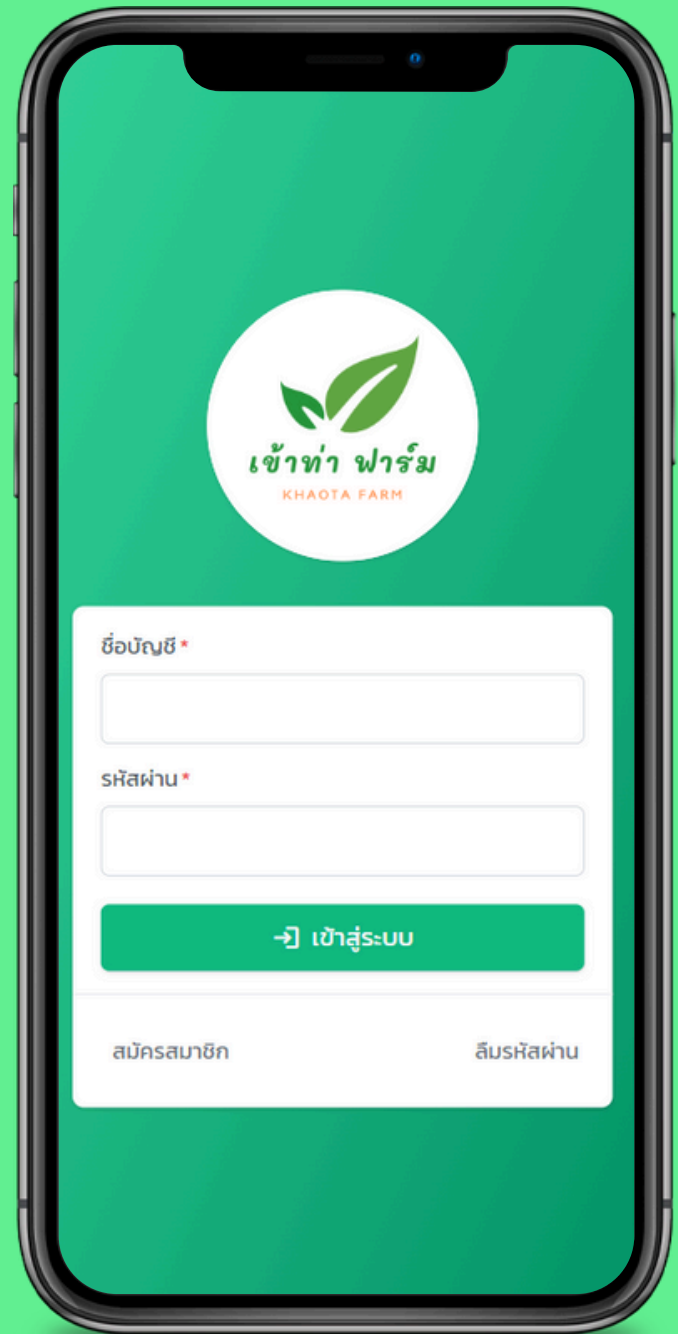 เข้าท่า ฟาร์ม
KHAOTA FARM
ชื่อบัญชี *
รหัสผ่าน *
เข้าสู่ระบบ
สมัครสมาชิก
ลืมรหัสผ่าน